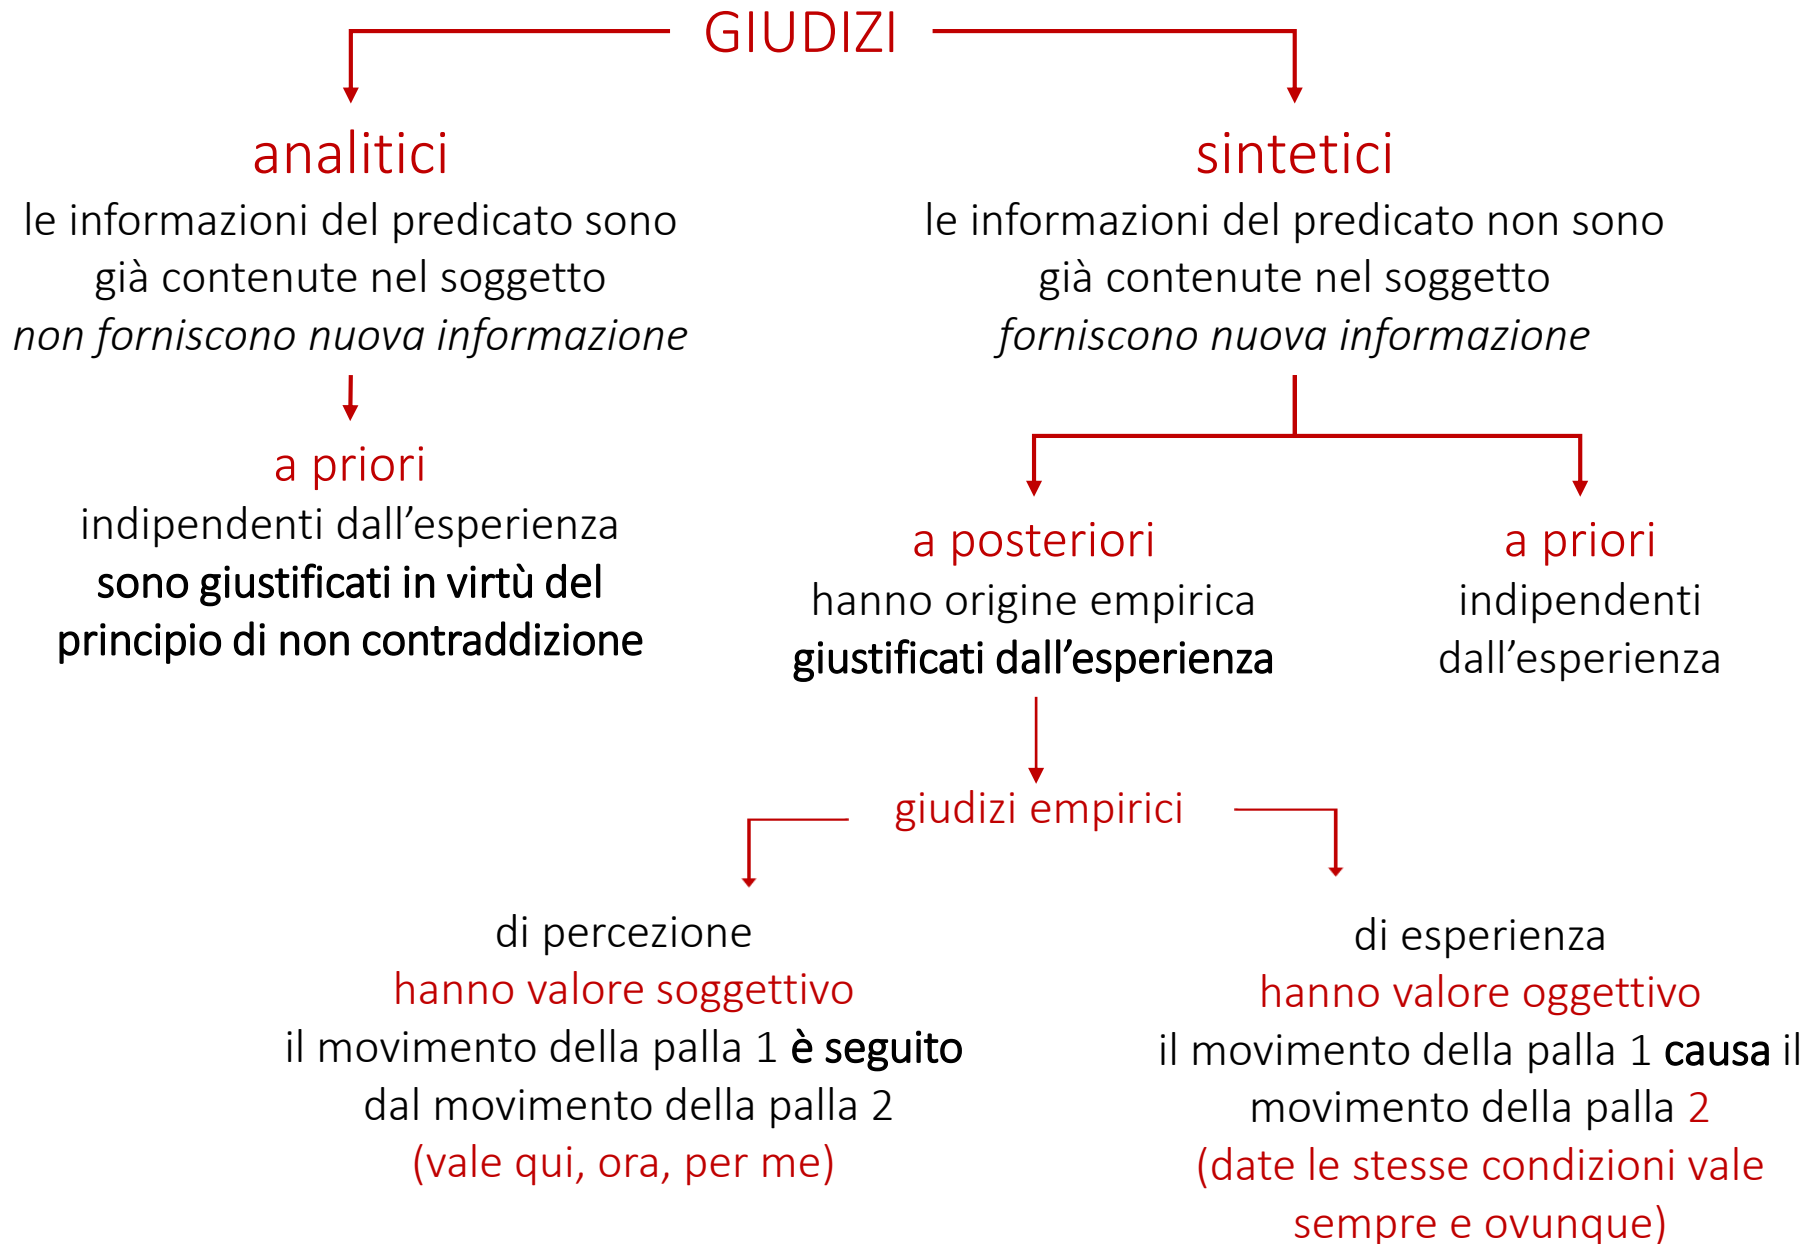 GIUDIZI
analitici
le informazioni del predicato sono
già contenute nel soggetto
non forniscono nuova informazione
a priori
indipendenti dall’esperienza
sono giustificati in virtù del
principio di non contraddizione
sintetici
le informazioni del predicato non sono
già contenute nel soggetto
forniscono nuova informazione
a posteriori
hanno origine empirica
giustificati dall’esperienza
a priori
indipendenti
dall’esperienza
giudizi empirici
di percezione
hanno valore soggettivo
il movimento della palla 1 è seguito
dal movimento della palla 2
(vale qui, ora, per me)
di esperienza
hanno valore oggettivo
il movimento della palla 1 causa il
movimento della palla 2
(date le stesse condizioni vale
sempre e ovunque)